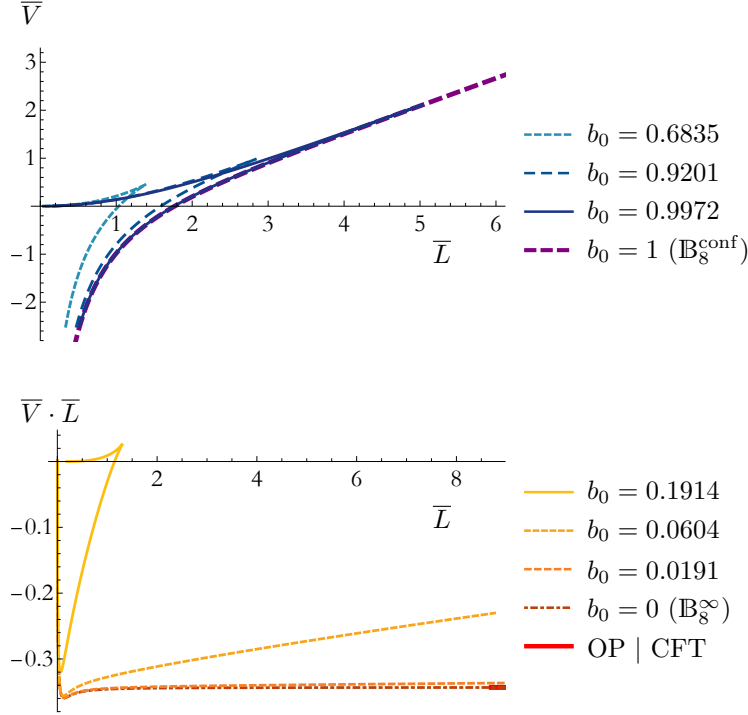 V̅
3
2
1
-1
-2
1 2 3 4 5 6
L̅
b₀ = 0.6835
b₀ = 0.9201
b₀ = 0.9972
b₀ = 1 (𝔹₈^conf)
V̅ · L̅
2 4 6 8
L̅
-0.1
-0.2
-0.3
b₀ = 0.1914
b₀ = 0.0604
b₀ = 0.0191
b₀ = 0 (𝔹₈^∞)
OP | CFT